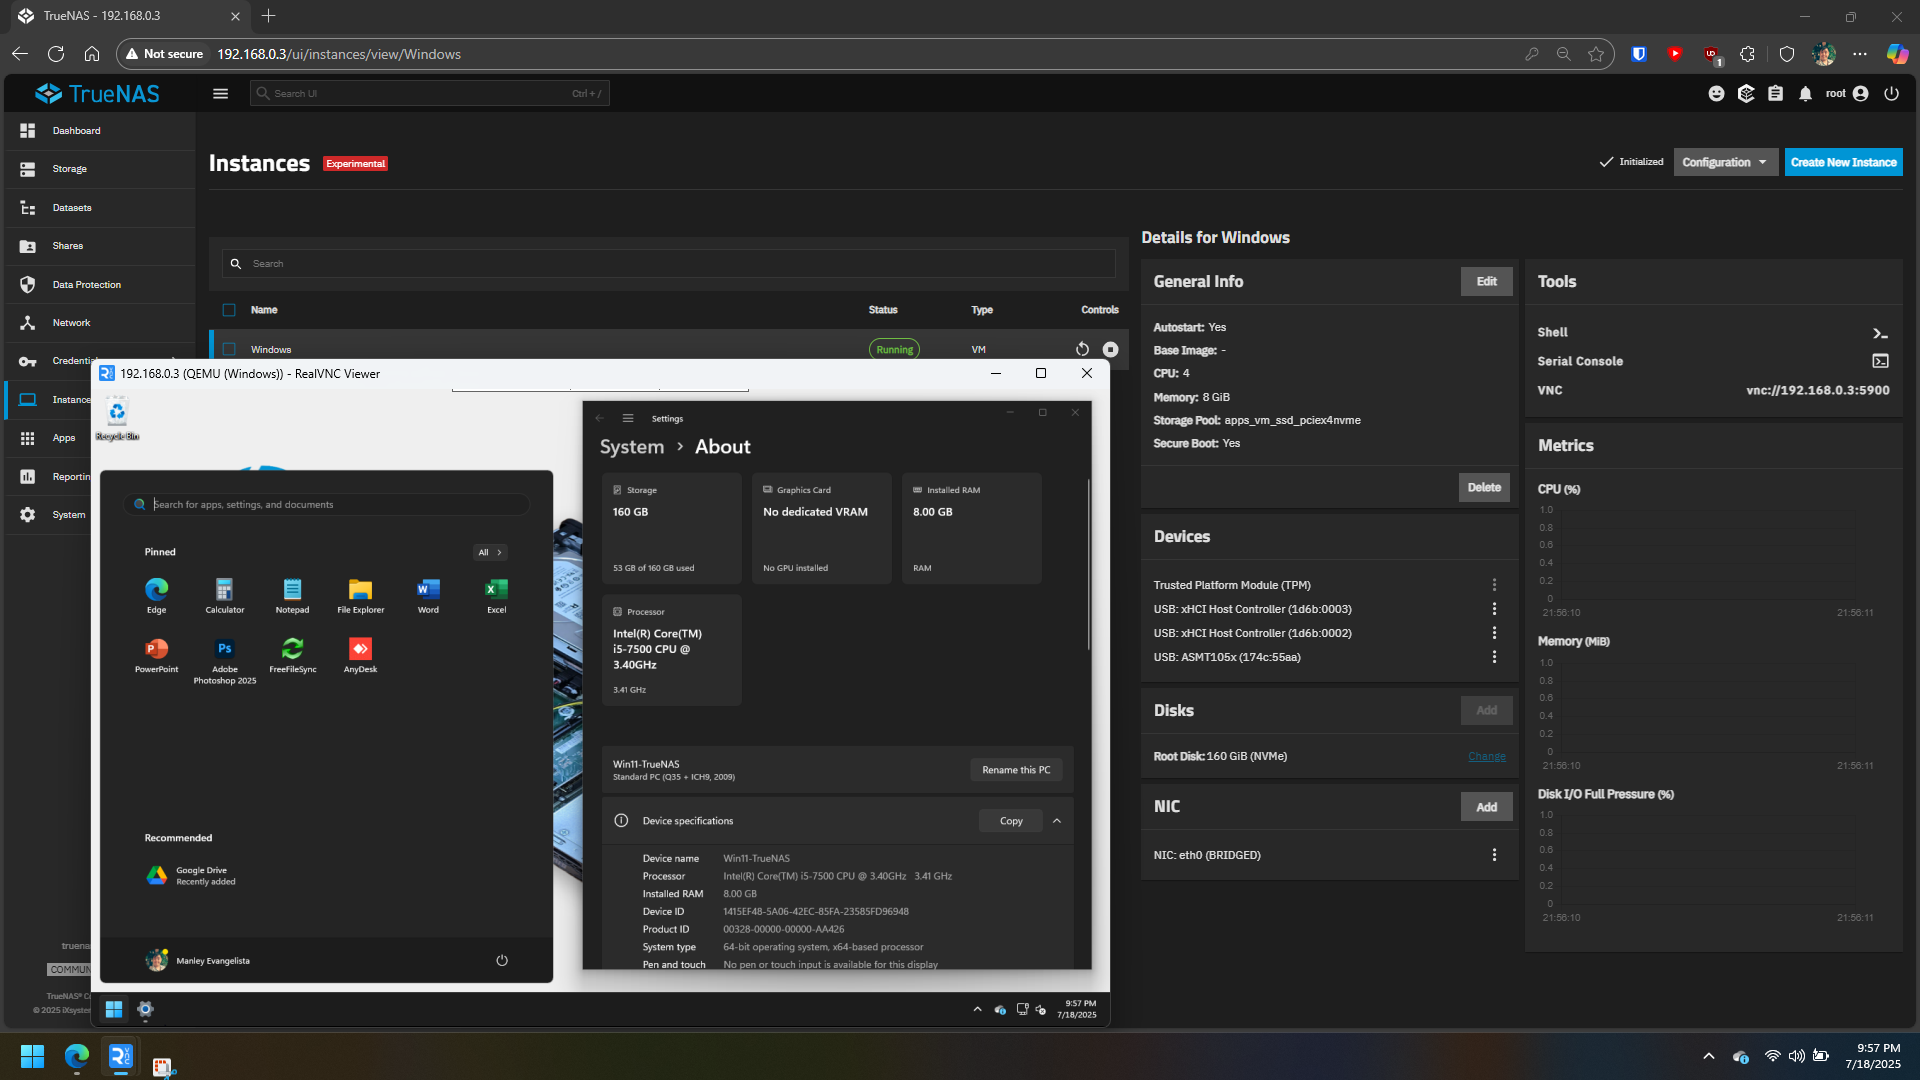 TrueNAS - 192.168.0.3
Not secure
192.168.0.3/ui/instances/view/Windows
1
TrueNAS
Search UI
Ctrl + /
root
Dashboard
Storage
Datasets
Shares
Data Protection
Network
Apps
System
Instances
Experimental
Initialized
Configuration
Create New Instance
Search
Name
Status
Type
Controls
Windows
Running
VM
Details for Windows
General Info
Edit
Autostart: Yes
Base Image: -
CPU: 4
Memory: 8 GiB
Storage Pool: apps_vm_ssd_pciex4nvme
Secure Boot: Yes
Delete
Devices
Trusted Platform Module (TPM)
USB: xHCI Host Controller (1d6b:0003)
USB: xHCI Host Controller (1d6b:0002)
USB: ASMT105x (174c:55aa)
Disks
Add
Root Disk: 160 GiB (NVMe)
Change
NIC
Add
NIC: eth0 (BRIDGED)
Tools
Shell
Serial Console
VNC
vnc://192.168.0.3:5900
Metrics
CPU (%)
1.0
0.8
0.6
0.4
0.2
0
21:56:10
21:56:11
Memory (MiB)
1.0
0.8
0.6
0.4
0.2
0
21:56:10
21:56:11
Disk I/O Full Pressure (%)
1.0
0.8
0.6
0.4
0.2
0
21:56:10
21:56:11
192.168.0.3 (QEMU (Windows)) - RealVNC Viewer
Recycle Bin
Search for apps, settings, and documents
Pinned
All
Edge
Calculator
Notepad
File Explorer
Word
Excel
PowerPoint
Adobe
Photoshop 2025
FreeFileSync
AnyDesk
Recommended
Google Drive
Recently added
Manley Evangelista
Settings
System > About
Storage
160 GB
53 GB of 160 GB used
Graphics Card
No dedicated VRAM
No GPU installed
Installed RAM
8.00 GB
RAM
Processor
Intel(R) Core(TM)
i5-7500 CPU @
3.40GHz
3.41 GHz
Win11-TrueNAS
Standard PC (Q35 + ICH9, 2009)
Rename this PC
Device specifications
Copy
Device name Win11-TrueNAS
Processor Intel(R) Core(TM) i5-7500 CPU @ 3.40GHz 3.41 GHz
Installed RAM 8.00 GB
Device ID 1415EF48-5A06-42EC-85FA-23585FD96948
Product ID 00328-00000-00000-AA426
System type 64-bit operating system, x64-based processor
Pen and touch No pen or touch input is available for this display
9:57 PM
7/18/2025
© 2025
9:57 PM
7/18/2025